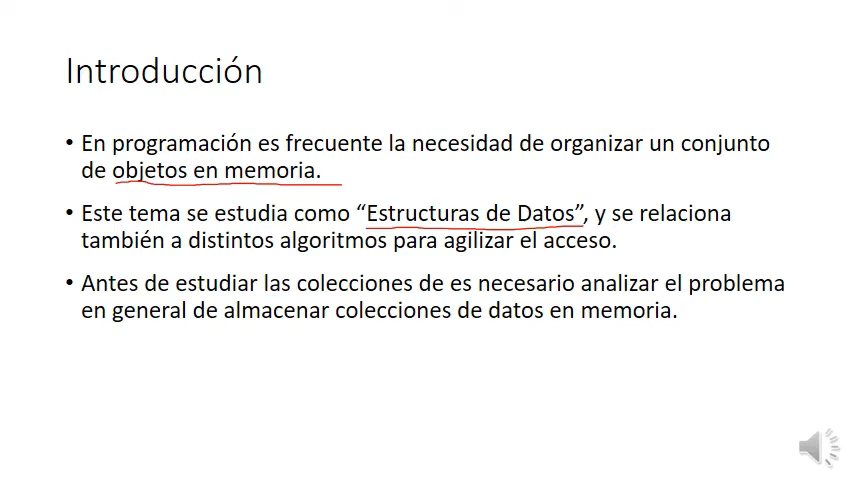 Introducción
• En programación es frecuente la necesidad de organizar un conjunto
de objetos en memoria.
• Este tema se estudia como “Estructuras de Datos”, y se relaciona
también a distintos algoritmos para agilizar el acceso.
• Antes de estudiar las colecciones de es necesario analizar el problema
en general de almacenar colecciones de datos en memoria.